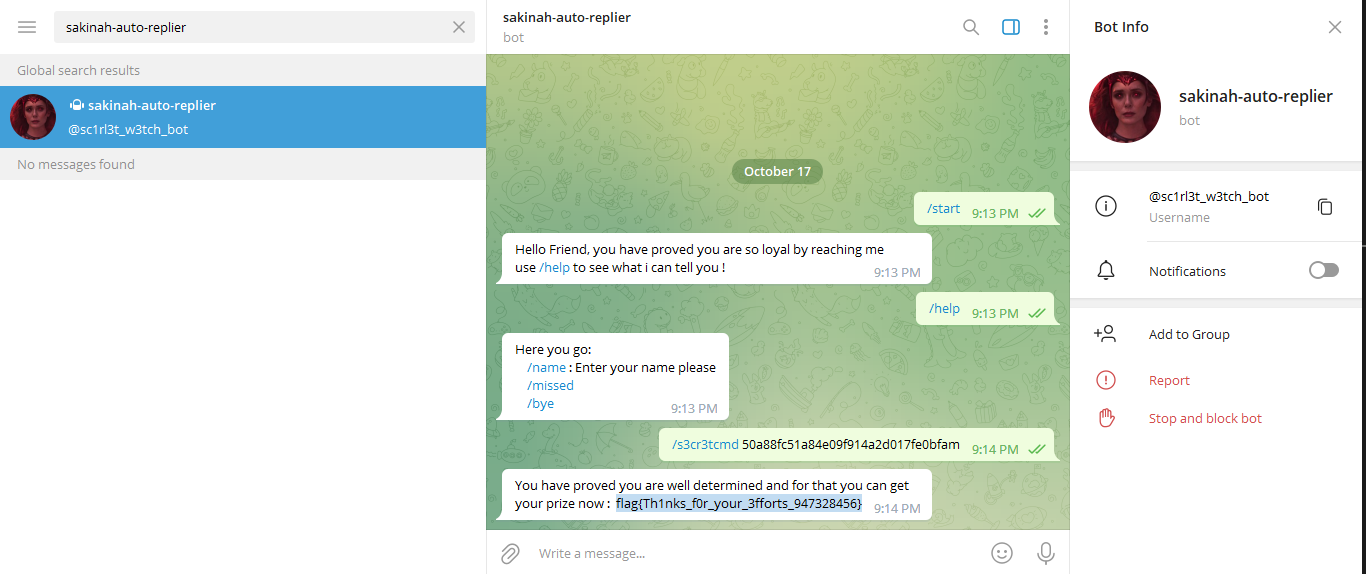 sakinah-auto-replier
Global search results
sakinah-auto-replier
@sc1rl3t_w3tch_bot
No messages found
sakinah-auto-replier
bot
October 17
/start 9:13 PM
Hello Friend, you have proved you are so loyal by reaching me
use /help to see what i can tell you !
9:13 PM
/help 9:13 PM
Here you go:
/name : Enter your name please
/missed
/bye
9:13 PM
/s3cr3tcmd 50a88fc51a84e09f914a2d017fe0bfam 9:14 PM
You have proved you are well determined and for that you can get
your prize now : flag{Th1nks_f0r_your_3fforts_947328456}
9:14 PM
Write a message...
Bot Info
sakinah-auto-replier
bot
@sc1rl3t_w3tch_bot
Username
Notifications
Add to Group
Report
Stop and block bot